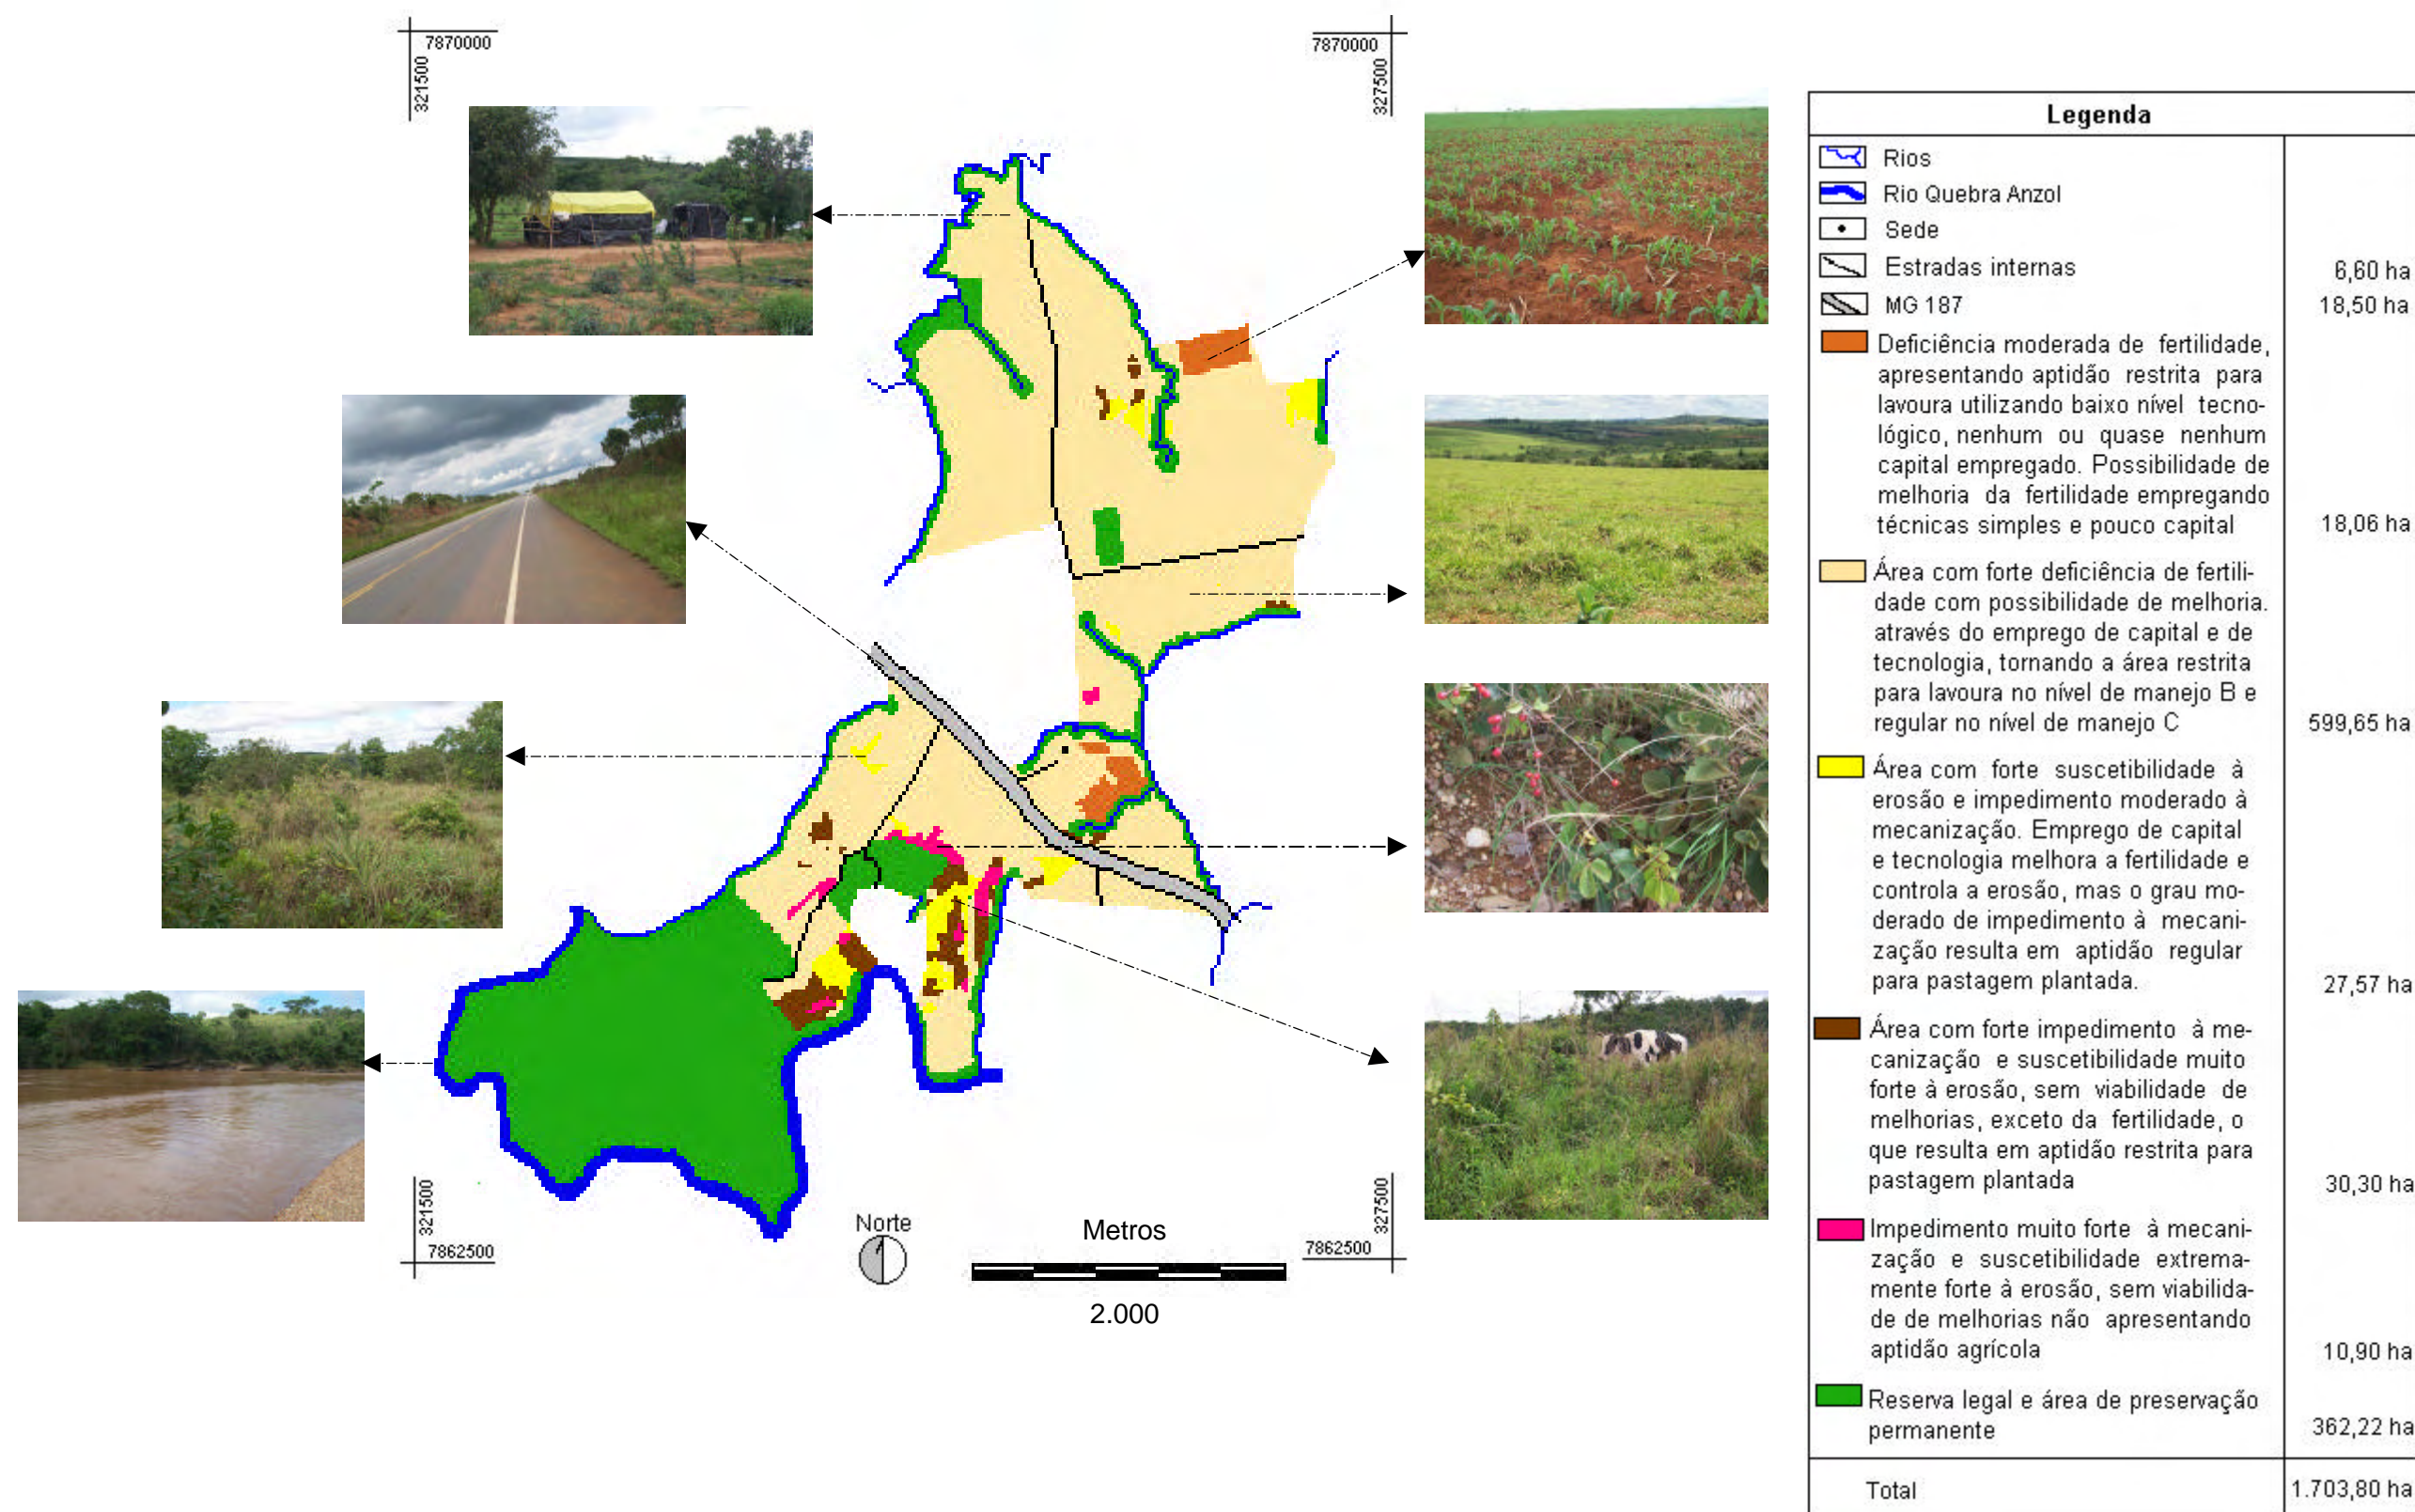 7870000
321500
7870000
327500
321500
7862500
Norte
Metros
2.000
327500
7862500
Legenda
Rios
Rio Quebra Anzol
Sede
Estradas internas 6,60 ha
MG 187 18,50 ha
Deficiência moderada de fertilidade,
apresentando aptidão restrita para
lavoura utilizando baixo nível tecno-
lógico, nenhum ou quase nenhum
capital empregado. Possibilidade de
melhoria da fertilidade empregando
técnicas simples e pouco capital 18,06 ha
Área com forte deficiência de fertili-
dade com possibilidade de melhoria.
através do emprego de capital e de
tecnologia, tornando a área restrita
para lavoura no nível de manejo B e
regular no nível de manejo C 599,65 ha
Área com forte suscetibilidade à
erosão e impedimento moderado à
mecanização. Emprego de capital
e tecnologia melhora a fertilidade e
controla a erosão, mas o grau mo-
derado de impedimento à mecani-
zação resulta em aptidão regular
para pastagem plantada. 27,57 ha
Área com forte impedimento à me-
canização e suscetibilidade muito
forte à erosão, sem viabilidade de
melhorias, exceto da fertilidade, o
que resulta em aptidão restrita para
pastagem plantada 30,30 ha
Impedimento muito forte à mecani-
zação e suscetibilidade extrema-
mente forte à erosão, sem viabilida-
de de melhorias não apresentando
aptidão agrícola 10,90 ha
Reserva legal e área de preservação
permanente 362,22 ha
Total 1.703,80 ha